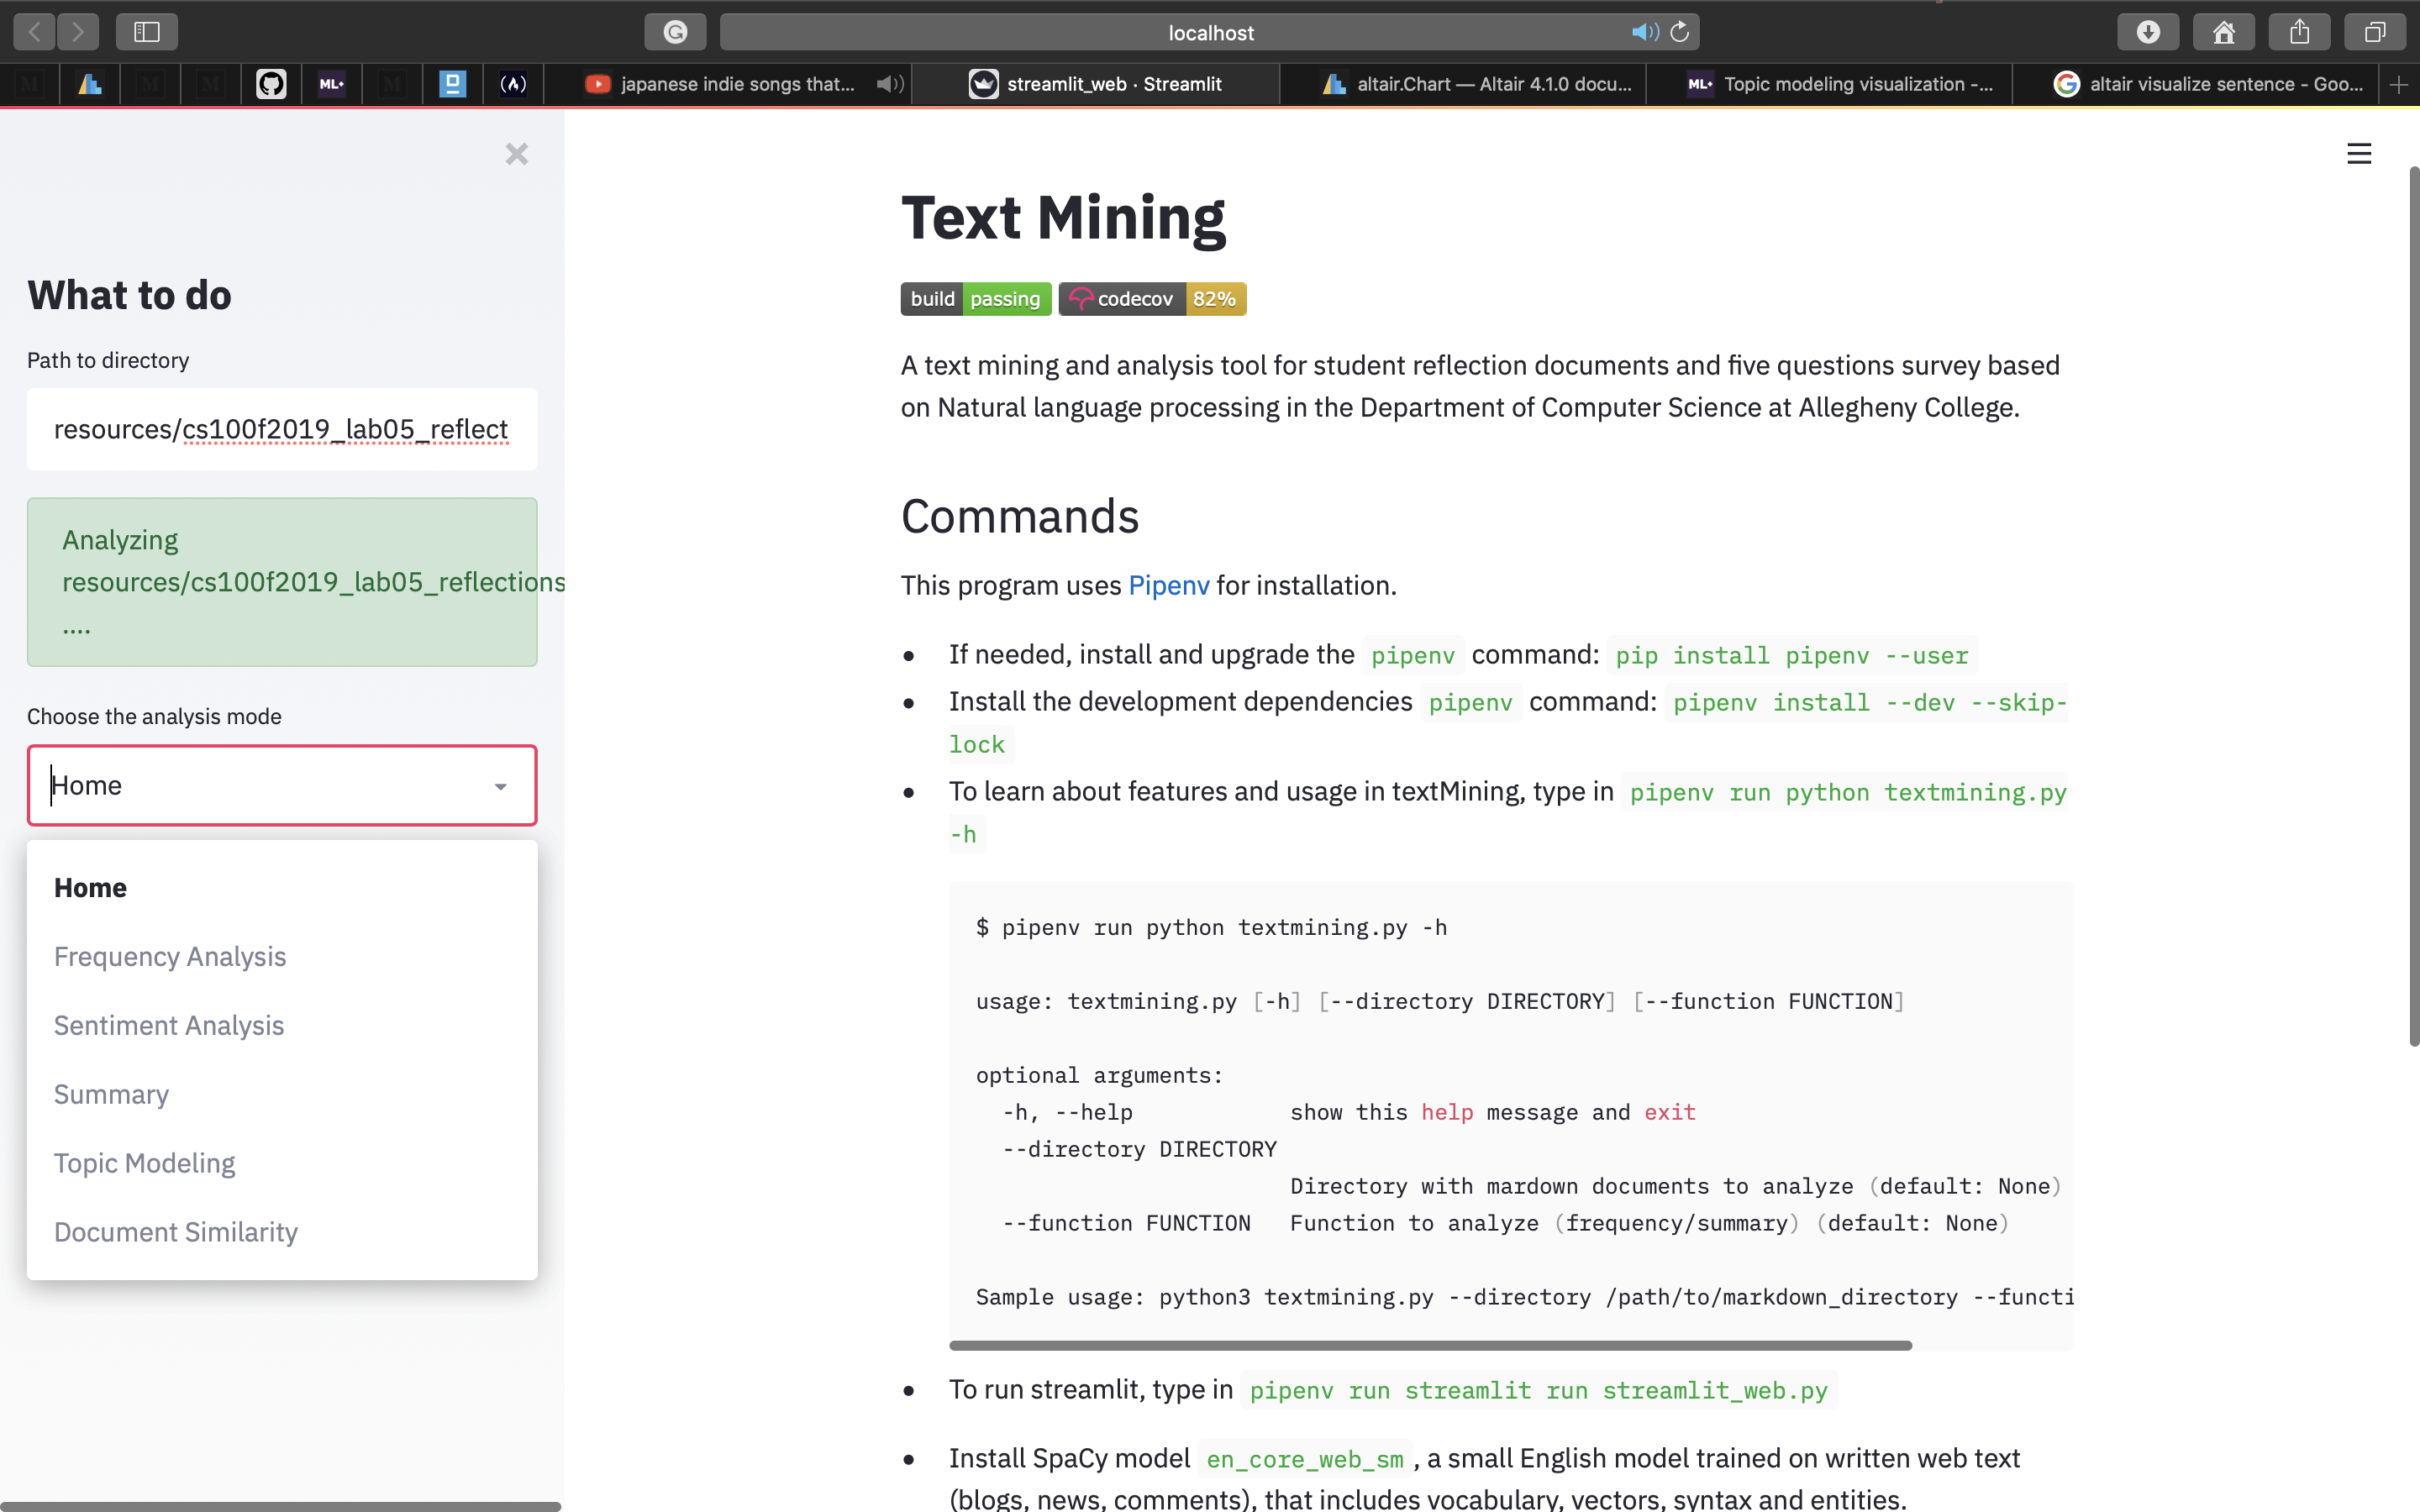 localhost
japanese indie songs that...
streamlit_web · Streamlit
altair.Chart — Altair 4.1.0 docu...
ML+ Topic modeling visualization -...
altair visualize sentence - Goo...
ML+
What to do
Path to directory
resources/cs100f2019_lab05_reflect
Analyzing
resources/cs100f2019_lab05_reflections
....
Choose the analysis mode
Home
Home
Frequency Analysis
Sentiment Analysis
Summary
Topic Modeling
Document Similarity
Text Mining
build passing codecov 82%
A text mining and analysis tool for student reflection documents and five questions survey based
on Natural language processing in the Department of Computer Science at Allegheny College.
Commands
This program uses Pipenv for installation.
If needed, install and upgrade the pipenv command: pip install pipenv --user
Install the development dependencies pipenv command: pipenv install --dev --skip-
lock
To learn about features and usage in textMining, type in pipenv run python textmining.py
-h
$ pipenv run python textmining.py -h
usage: textmining.py [-h] [--directory DIRECTORY] [--function FUNCTION]
optional arguments:
-h, --help show this help message and exit
--directory DIRECTORY
Directory with mardown documents to analyze (default: None)
--function FUNCTION Function to analyze (frequency/summary) (default: None)
Sample usage: python3 textmining.py --directory /path/to/markdown_directory --functi
To run streamlit, type in pipenv run streamlit run streamlit_web.py
Install SpaCy model en_core_web_sm , a small English model trained on written web text
(blogs, news, comments), that includes vocabulary, vectors, syntax and entities.